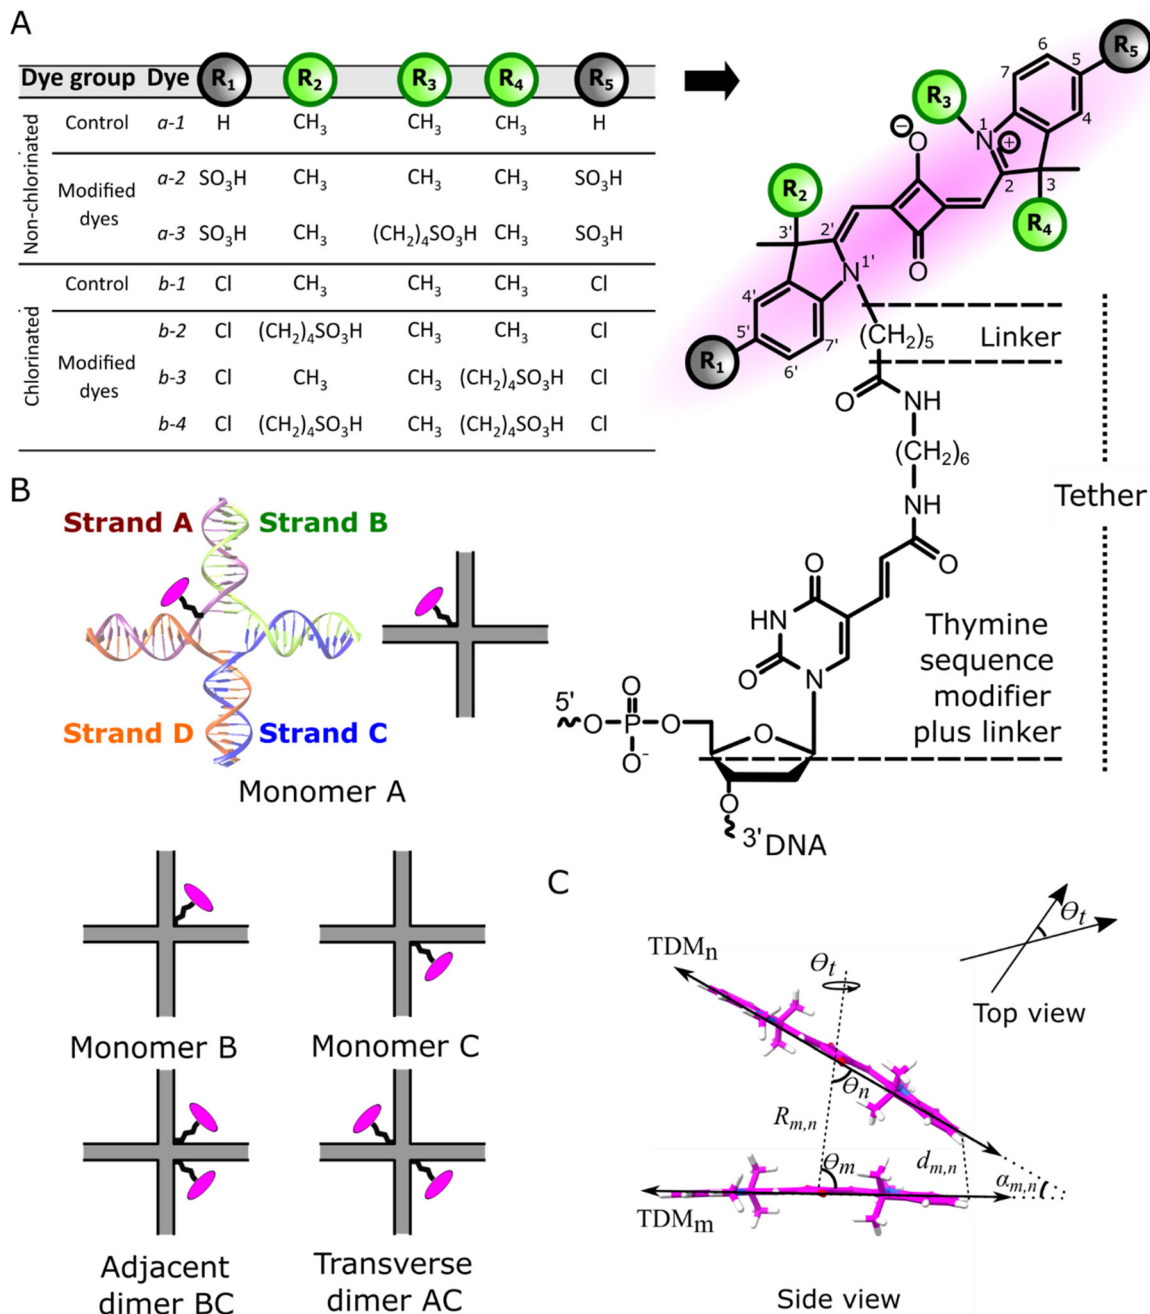 A
Dye group Dye R1 R2 R3 R4 R5
Non-chlorinated
Control a-1 H CH3 CH3 CH3 H
Modified dyes
a-2 SO3H CH3 CH3 CH3 SO3H
a-3 SO3H CH3 (CH2)4SO3H CH3 SO3H
Chlorinated
Control b-1 Cl CH3 CH3 CH3 Cl
Modified dyes
b-2 Cl (CH2)4SO3H CH3 CH3 Cl
b-3 Cl CH3 CH3 (CH2)4SO3H Cl
b-4 Cl (CH2)4SO3H CH3 (CH2)4SO3H Cl
R5
6
5
7
R3
4
1
N
+
−
O
2
3
R2
R4
3'
2'
O
N
1'
4'
5'
7'
6'
R1
(CH2)5
Linker
O
NH
(CH2)6
NH
Tether
O
O
HN
O
N
Thymine
sequence
modifier
plus linker
5'
O
O
P
O
O-
O
O
3'
DNA
B
Strand A
Strand B
Strand D
Strand C
Monomer A
Monomer B
Monomer C
Adjacent
dimer BC
Transverse
dimer AC
C
TDMn
Θt
Θt
Top view
Θn
Rm,n
Θm
dm,n
αm,n
TDMm
Side view